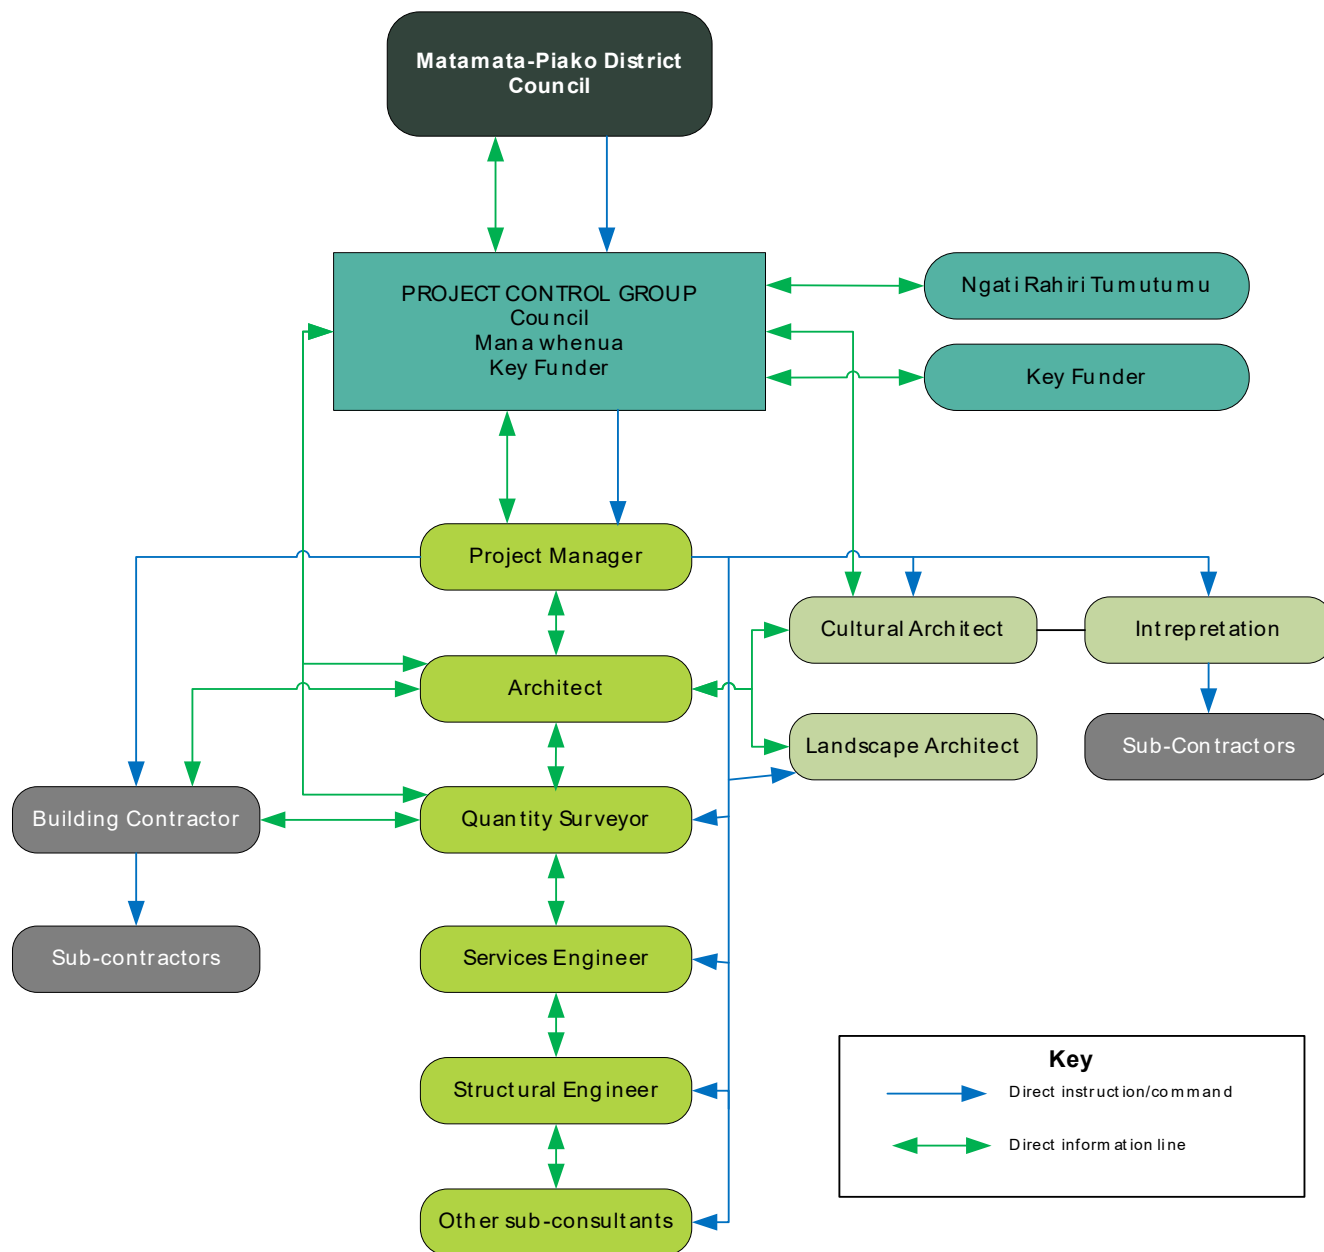 Matamata-Piako District
Council
PROJECT CONTROL GROUP
Council
Mana whenua
Key Funder
Ngati Rahiri Tumutumu
Key Funder
Project Manager
Cultural Architect
Intrepretation
Architect
Landscape Architect
Sub-Contractors
Building Contractor
Quantity Surveyor
Sub-contractors
Services Engineer
Structural Engineer
Other sub-consultants
Key
Direct instruction/command
Direct information line